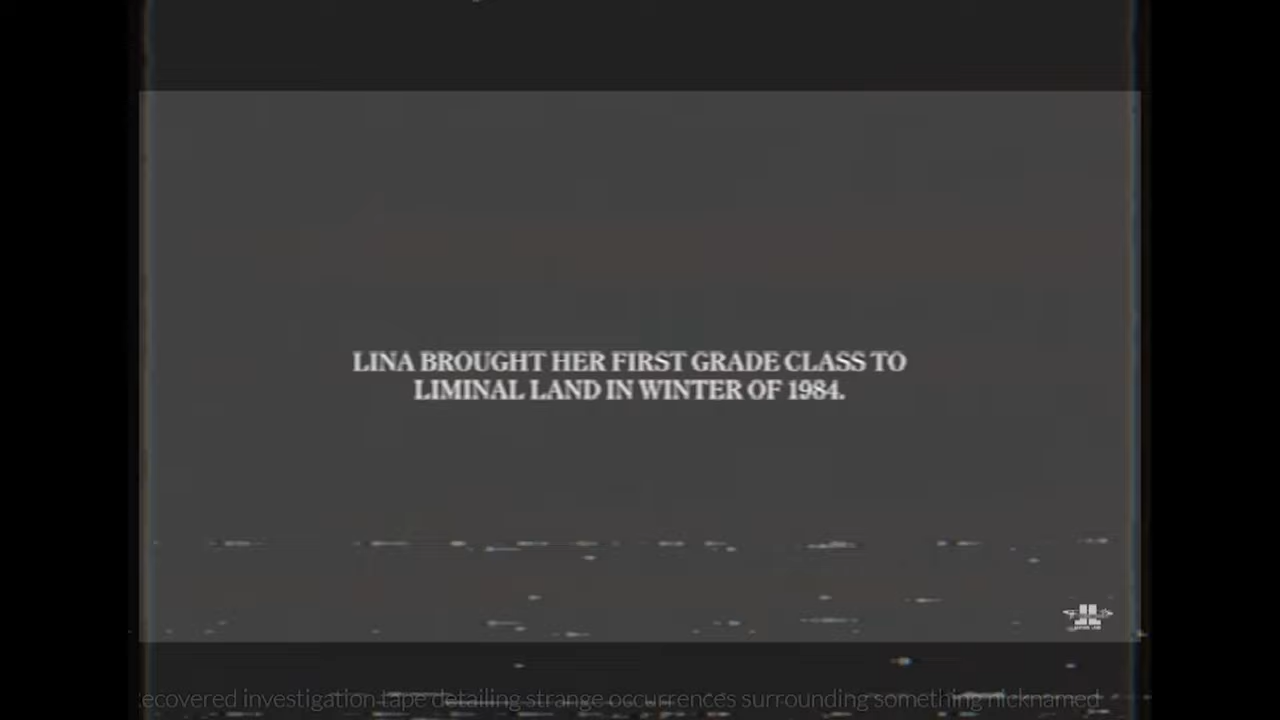 LINA BROUGHT HER FIRST GRADE CLASS TO
LIMINAL LAND IN WINTER OF 1984.
ecovered investigation tape detailing strange occurrences surrounding something nicknamed